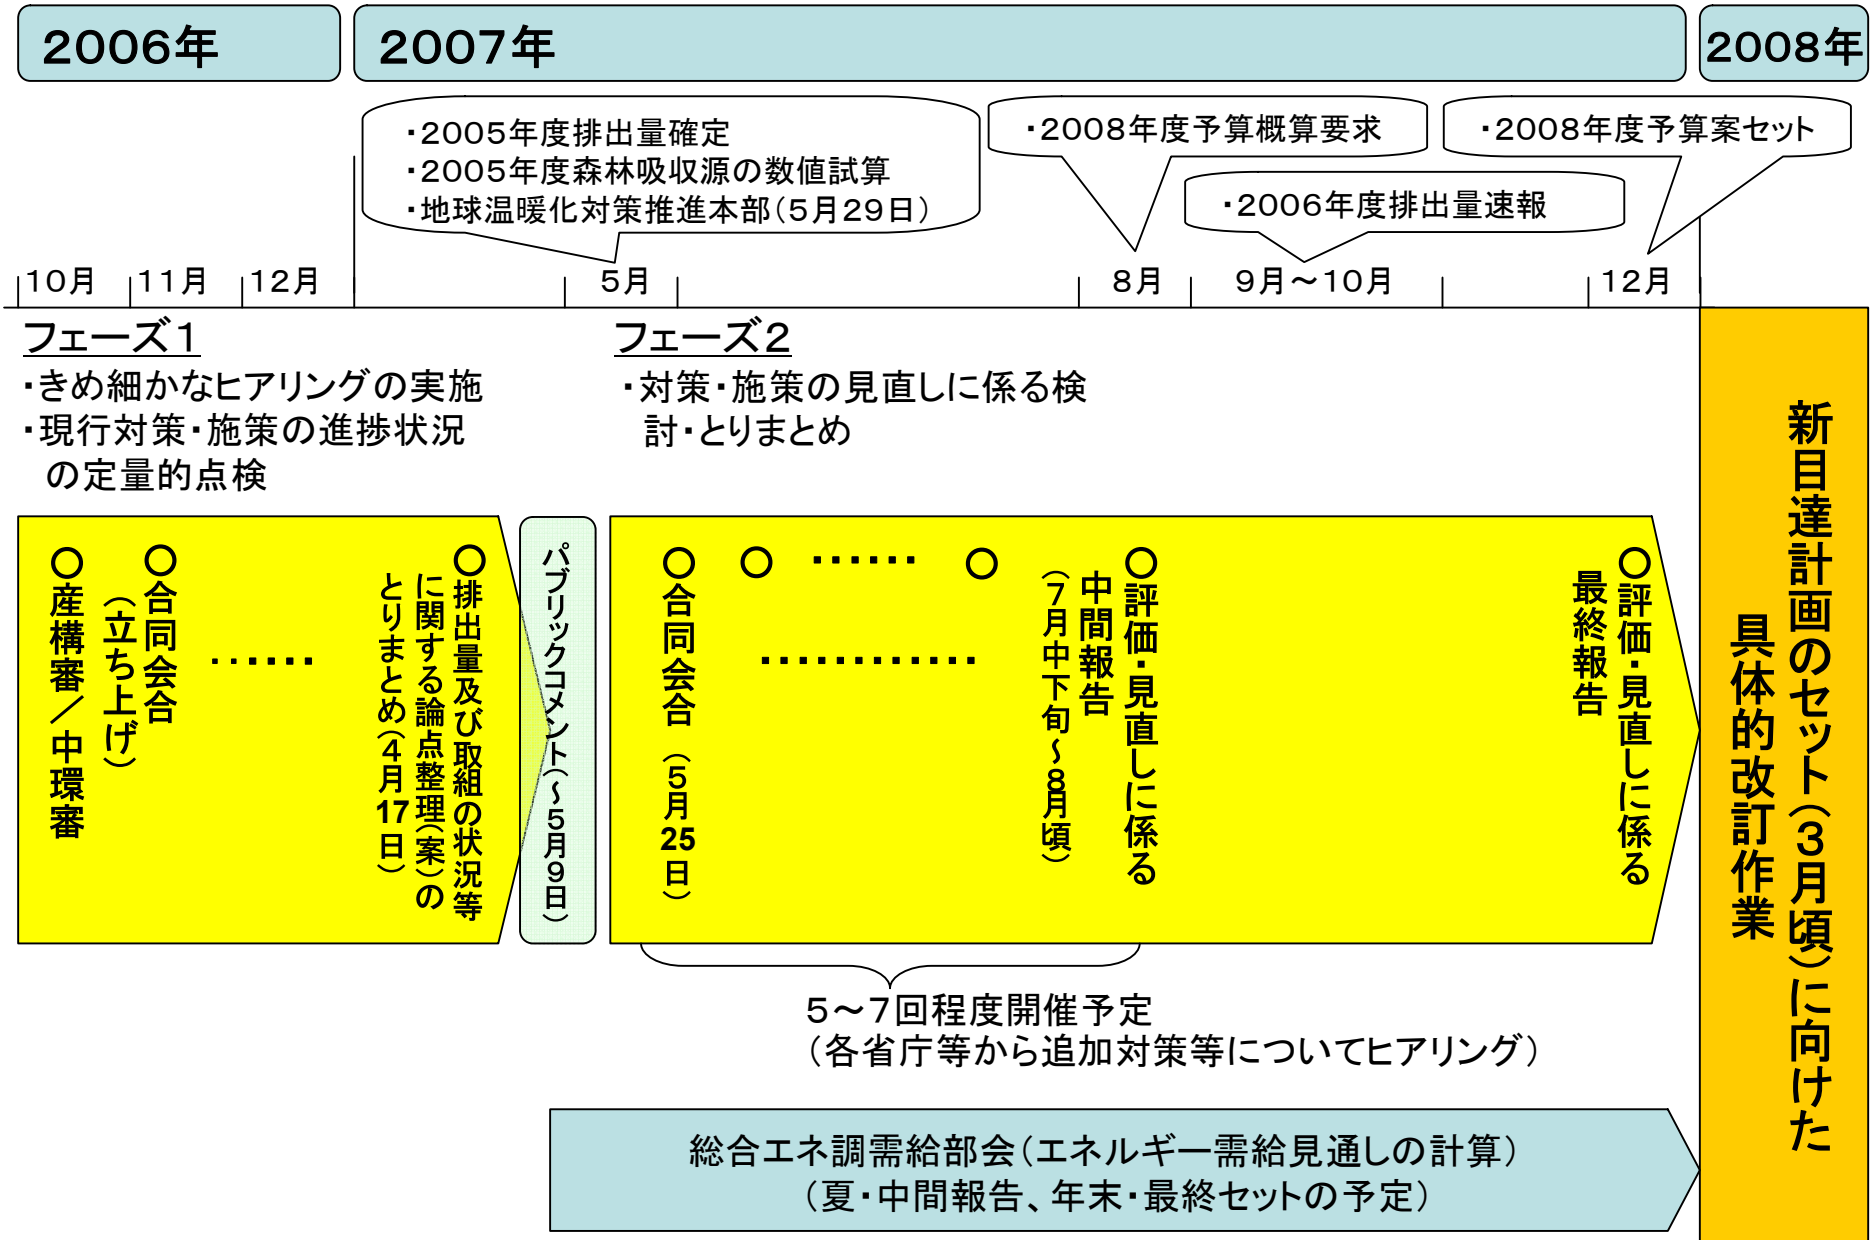 2006年
2007年
2008年
・2005年度排出量確定
・2005年度森林吸収源の数値試算
・地球温暖化対策推進本部（5月29日）
・2008年度予算概算要求
・2008年度予算案セット
・2006年度排出量速報
10月
11月
12月
5月
8月
9月～10月
12月
フェーズ1
・きめ細かなヒアリングの実施
・現行対策・施策の進捗状況
の定量的点検
フェーズ2
・対策・施策の見直しに係る検
討・とりまとめ
○産構審／中環審
○合同会合
（立ち上げ）
‥‥‥
○排出量及び取組の状況等
に関する論点整理（案）の
とりまとめ（4月17日）
パブリックコメント（～5月9日）
○合同会合（5月25日）
○ ‥‥‥ ○
‥‥‥‥‥‥
○評価・見直しに係る
中間報告
（7月中下旬～8月頃）
○評価・見直しに係る
最終報告
5～7回程度開催予定
（各省庁等から追加対策等についてヒアリング）
総合エネ調需給部会（エネルギー需給見通しの計算）
（夏・中間報告、年末・最終セットの予定）
新目達計画のセット（3月頃）に向けた
具体的改訂作業